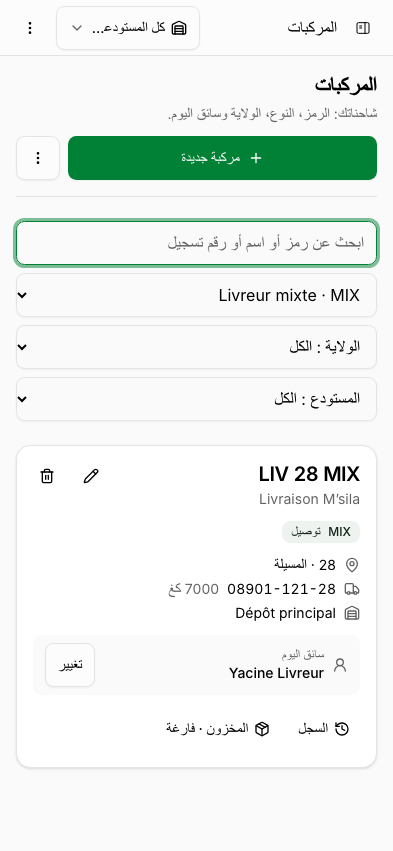 المركبات
كل المستودع...
المركبات
شاحناتك: الرمز، النوع، الولاية وسائق اليوم.
مركبة جديدة
ابحث عن رمز أو اسم أو رقم تسجيل
Livreur mixte · MIX
الولاية : الكل
المستودع : الكل
LIV 28 MIX
Livraison M'sila
MIX توصيل
28 · المسيلة
08901-121-28 7000 كغ
Dépôt principal
سائق اليوم
Yacine Livreur
تغيير
السجل
المخزون · فارغة